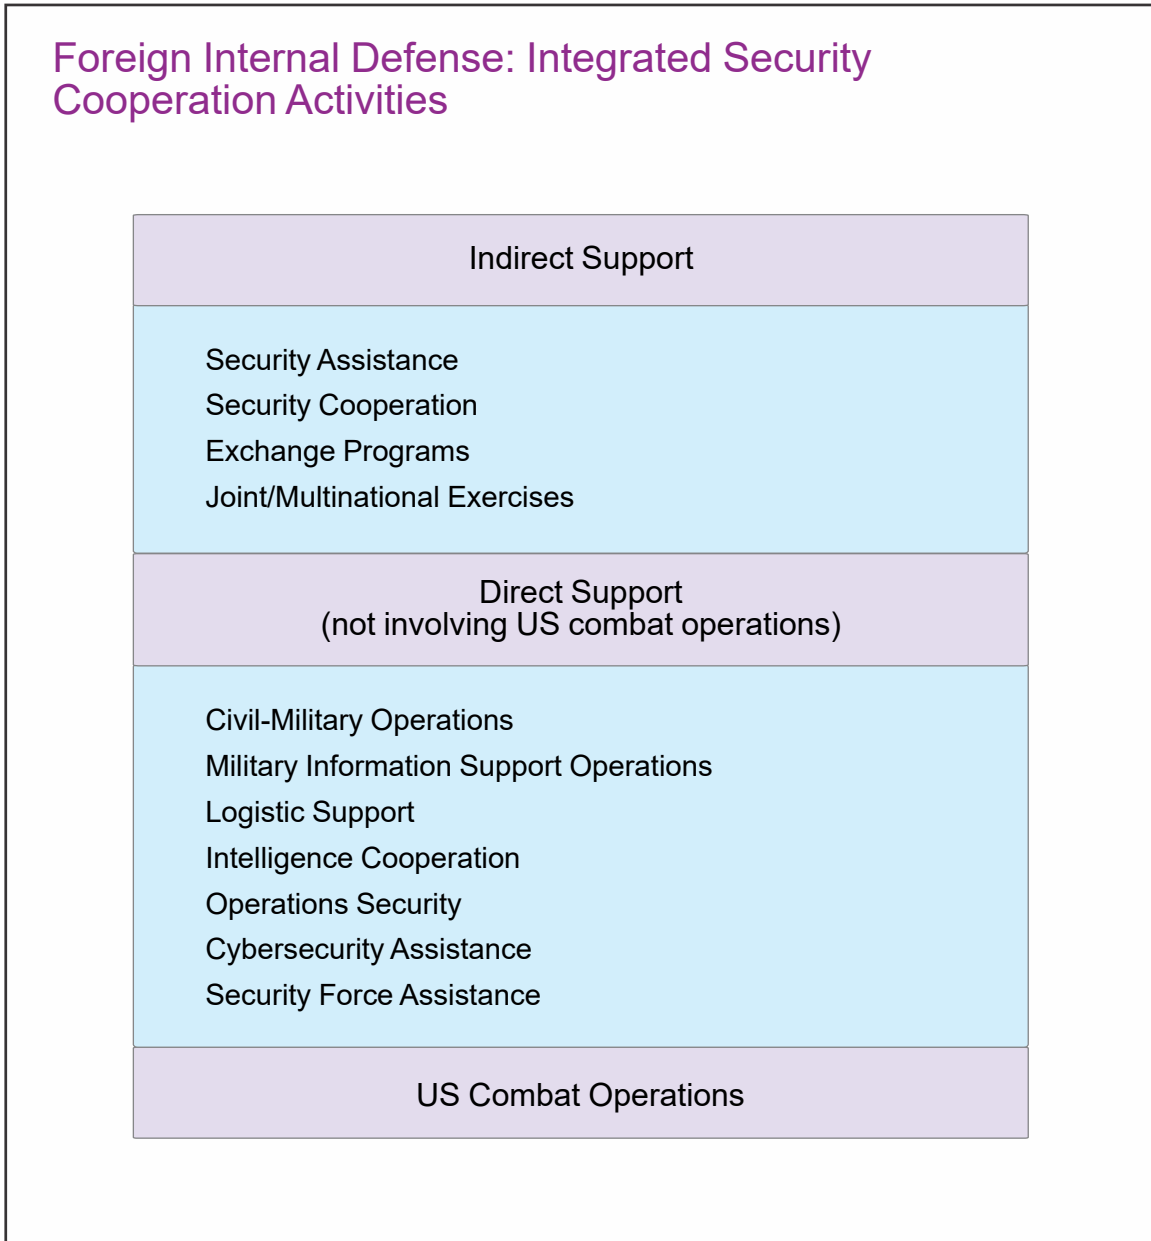 Foreign Internal Defense: Integrated Security
Cooperation Activities
Indirect Support
Security Assistance
Security Cooperation
Exchange Programs
Joint/Multinational Exercises
Direct Support
(not involving US combat operations)
Civil-Military Operations
Military Information Support Operations
Logistic Support
Intelligence Cooperation
Operations Security
Cybersecurity Assistance
Security Force Assistance
US Combat Operations